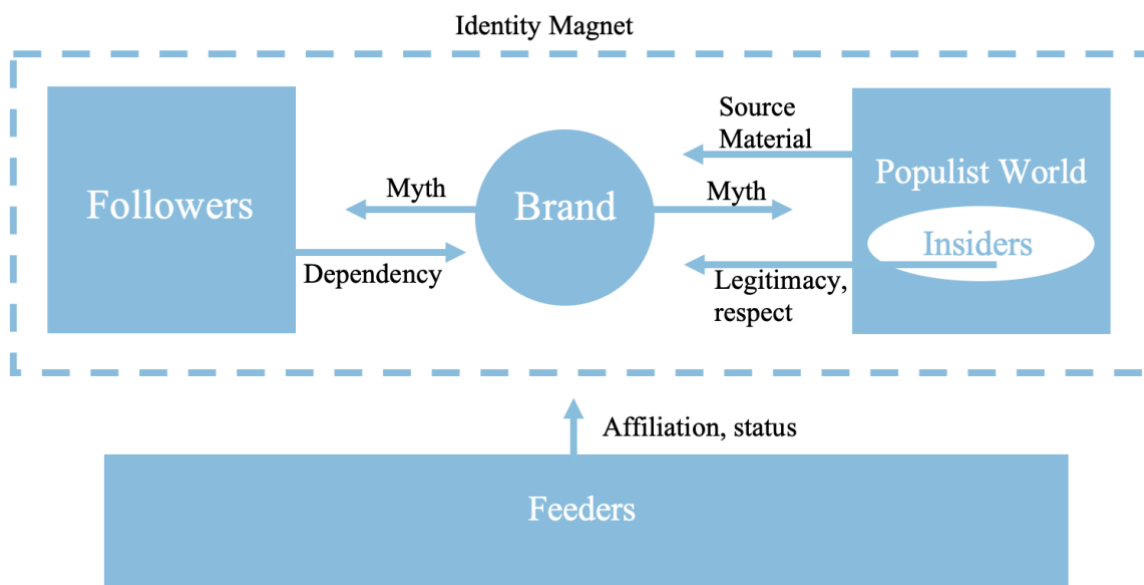 Identity Magnet
Source
Material
Populist World
Followers
Myth
Brand
Myth
Insiders
Dependency
Legitimacy,
respect
Affiliation, status
Feeders